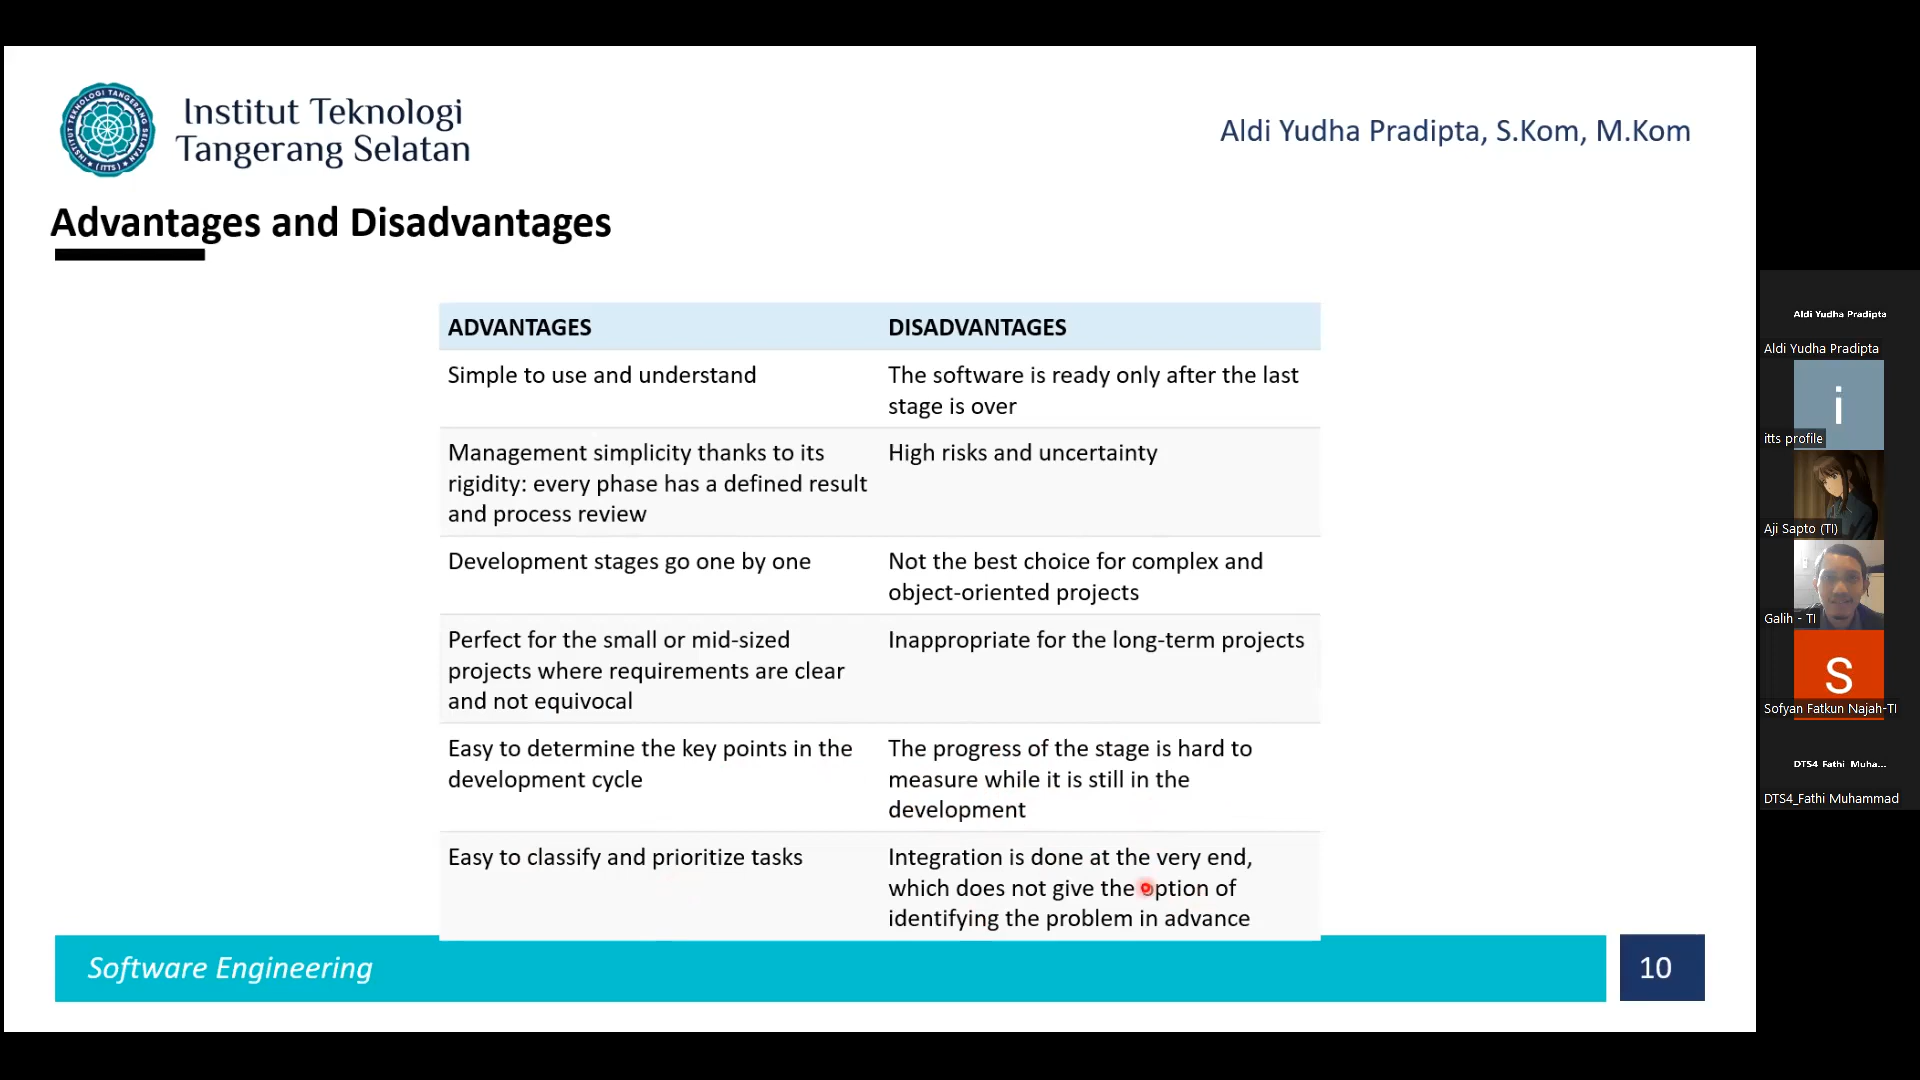 Institut Teknologi
Tangerang Selatan
INSTITUT TEKNOLOGI TANGERANG SELATAN
(ITTS)
Aldi Yudha Pradipta, S.Kom, M.Kom
Advantages and Disadvantages
ADVANTAGES
DISADVANTAGES
Simple to use and understand
The software is ready only after the last
stage is over
Management simplicity thanks to its
rigidity: every phase has a defined result
and process review
High risks and uncertainty
Development stages go one by one
Not the best choice for complex and
object-oriented projects
Perfect for the small or mid-sized
projects where requirements are clear
and not equivocal
Inappropriate for the long-term projects
Easy to determine the key points in the
development cycle
The progress of the stage is hard to
measure while it is still in the
development
Easy to classify and prioritize tasks
Integration is done at the very end,
which does not give the option of
identifying the problem in advance
Software Engineering
10
Aldi Yudha Pradipta
Aldi Yudha Pradipta
i
itts profile
Aji Sapto (TI)
Galih - TI
S
Sofyan Fatkun Najah-TI
DTS4_Fathi Muha...
DTS4_Fathi Muhammad